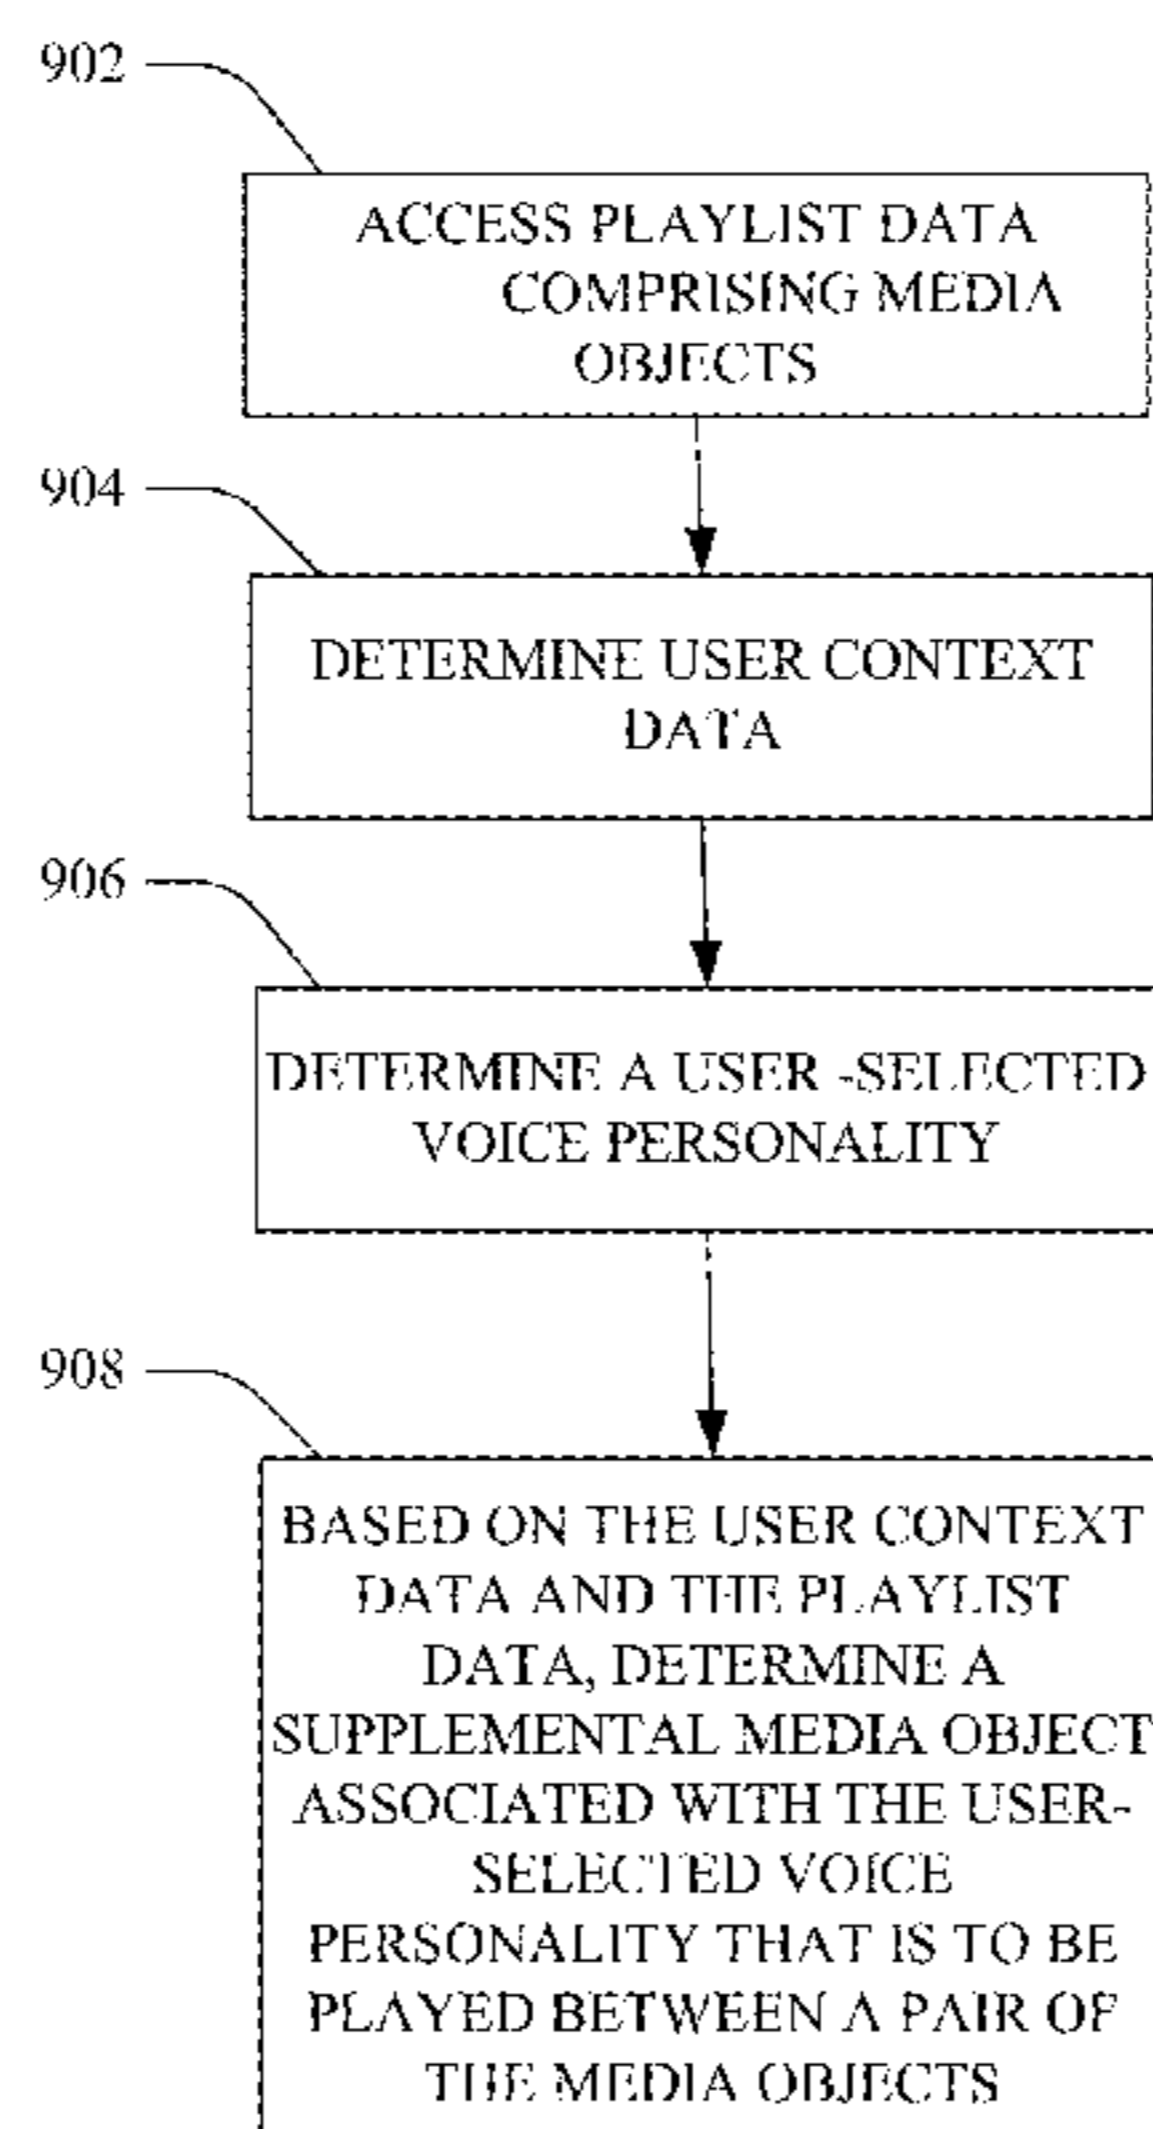 902
ACCESS PLAYLIST DATA
COMPRISING MEDIA
OBJECTS
904
DETERMINE USER CONTEXT
DATA
906
DETERMINE A USER -SELECTED
VOICE PERSONALITY
908
BASED ON THE USER CONTEXT
DATA AND THE PLAYLIST
DATA, DETERMINE A
SUPPLEMENTAL MEDIA OBJECT
ASSOCIATED WITH THE USER-
SELECTED VOICE
PERSONALITY THAT IS TO BE
PLAYED BETWEEN A PAIR OF
THE MEDIA OBJECTS